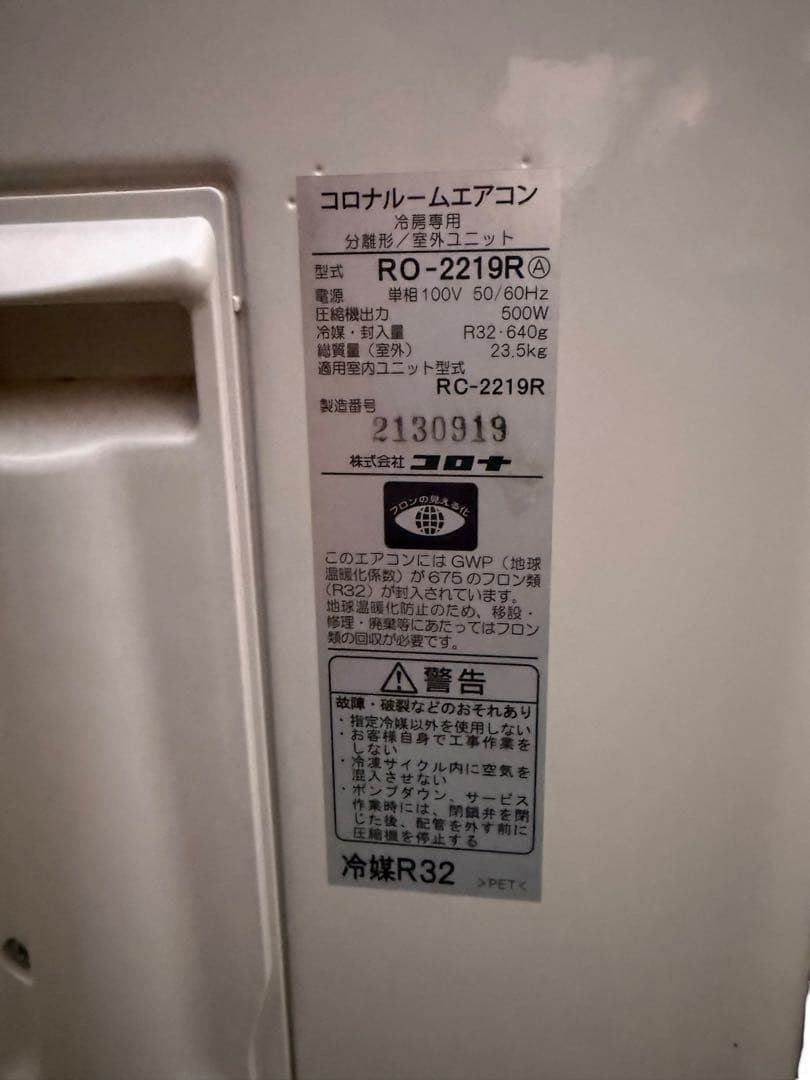 コロナルームエアコン
冷房専用
分離形／室外ユニット
型式 RO-2219R Ⓐ
電源 単相100V 50/60Hz
圧縮機出力 500W
冷媒・封入量 R32・640g
総質量（室外） 23.5kg
適用室内ユニット型式
RC-2219R
製造番号
2130919
株式会社 コロナ
フロンの見える化
このエアコンには GWP（地球
温暖化係数）が 675 のフロン類
（R32）が封入されています。
地球温暖化防止のため、移設・
修理・廃棄等にあたってはフロン
類の回収が必要です。
警告
故障・破裂などのおそれあり
・指定冷媒以外を使用しない
・お客様自身で工事作業を
しない
・冷凍サイクル内に空気を
混入させない
・ポンプダウン、サービス
作業時には、閉鎖弁を閉
じた後、配管を外す前に
圧縮機を停止する
冷媒R32 >PET<